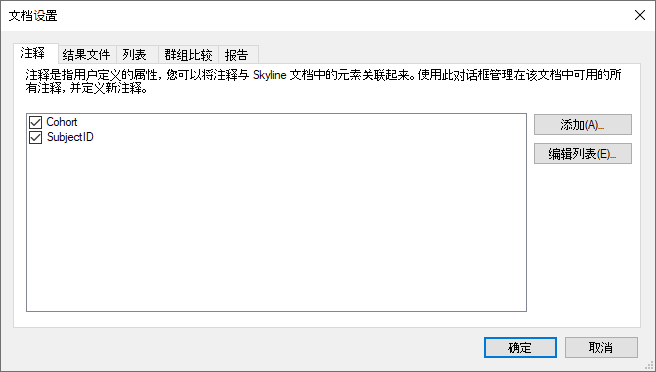 文档设置
注释 结果文件 列表 群组比较 报告
注释是指用户定义的属性，您可以将注释与 Skyline 文档中的元素关联起来。使用此对话框管理在该文档中可用的所
有注释，并定义新注释。
Cohort
添加(A)...
SubjectID
编辑列表(E)...
确定 取消